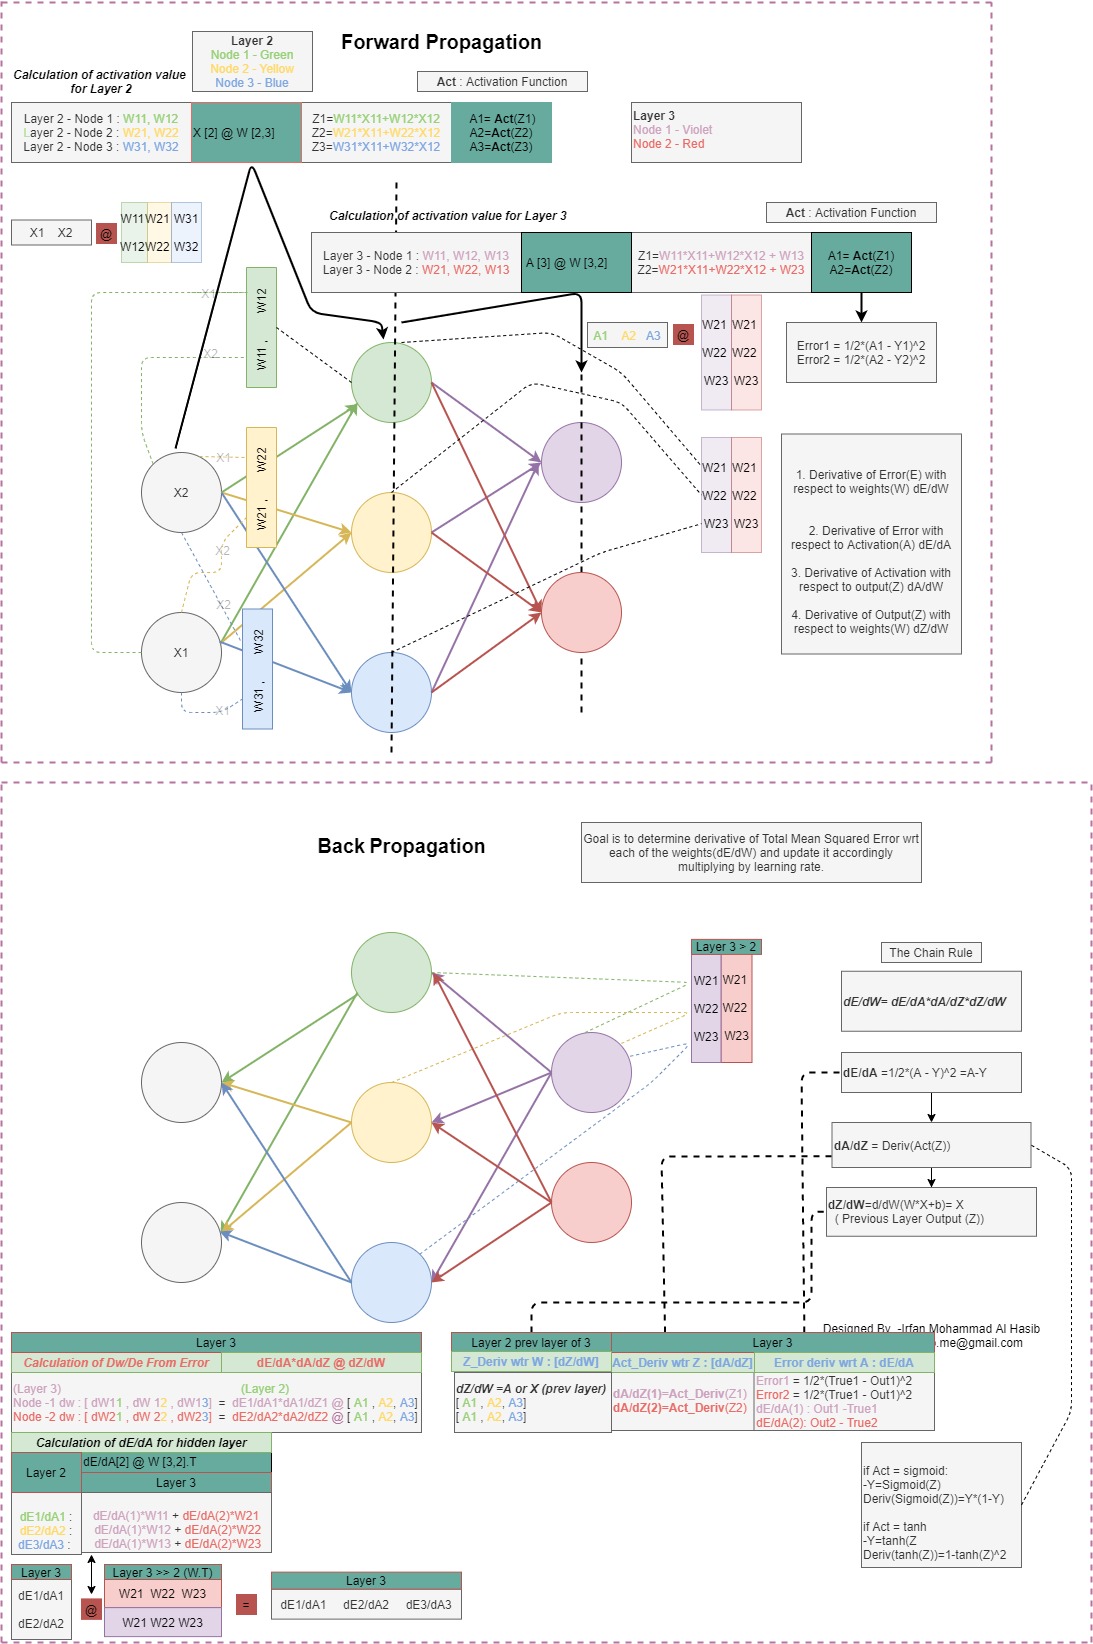 Forward Propagation
Layer 2
Node 1 - Green
Node 2 - Yellow
Node 3 - Blue
Calculation of activation value
for Layer 2
Act : Activation Function
Layer 2 - Node 1 : W11, W12
Layer 2 - Node 2 : W21, W22
Layer 2 - Node 3 : W31, W32
X [2] @ W [2,3]
Z1=W11*X11+W12*X12
Z2=W21*X11+W22*X12
Z3=W31*X11+W32*X12
A1= Act(Z1)
A2=Act(Z2)
A3=Act(Z3)
Layer 3
Node 1 - Violet
Node 2 - Red
X1 X2
@
W11 W21 W31
W12 W22 W32
Calculation of activation value for Layer 3
Act : Activation Function
Layer 3 - Node 1 : W11, W12, W13
Layer 3 - Node 2 : W21, W22, W13
A [3] @ W [3,2]
Z1=W11*X11+W12*X12 + W13
Z2=W21*X11+W22*X12 + W23
A1= Act(Z1)
A2=Act(Z2)
A1 A2 A3
@
W21 W21
W22 W22
W23 W23
Error1 = 1/2*(A1 - Y1)^2
Error2 = 1/2*(A2 - Y2)^2
X1
X2
W11 , W12
X1
W21 , W22
X2
X2
W31 , W32
X1
X2
X1
W21 W21
W22 W22
W23 W23
1. Derivative of Error(E) with
respect to weights(W) dE/dW
2. Derivative of Error with
respect to Activation(A) dE/dA
3. Derivative of Activation with
respect to output(Z) dA/dW
4. Derivative of Output(Z) with
respect to weights(W) dZ/dW
Back Propagation
Goal is to determine derivative of Total Mean Squared Error wrt
each of the weights(dE/dW) and update it accordingly
multiplying by learning rate.
Layer 3 > 2
W21 W21
W22 W22
W23 W23
The Chain Rule
dE/dW= dE/dA*dA/dZ*dZ/dW
dE/dA =1/2*(A - Y)^2 =A-Y
dA/dZ = Deriv(Act(Z))
dZ/dW=d/dW(W*X+b)= X
( Previous Layer Output (Z))
Designed By -Irfan Mohammad Al Hasib
.me@gmail.com
Layer 3
Calculation of Dw/De From Error
dE/dA*dA/dZ @ dZ/dW
(Layer 3) (Layer 2)
Node -1 dw : [ dW11 , dW 12 , dW13] = dE1/dA1*dA1/dZ1 @ [ A1 , A2, A3]
Node -2 dw : [ dW21 , dW 22 , dW23] = dE2/dA2*dA2/dZ2 @ [ A1 , A2, A3]
Layer 2 prev layer of 3
Layer 3
Z_Deriv wtr W : [dZ/dW]
Act_Deriv wtr Z : [dA/dZ]
Error deriv wrt A : dE/dA
dZ/dW =A or X (prev layer)
[ A1 , A2, A3]
[ A1 , A2, A3]
dA/dZ(1)=Act_Deriv(Z1)
dA/dZ(2)=Act_Deriv(Z2)
Error1 = 1/2*(True1 - Out1)^2
Error2 = 1/2*(True2 - Out2)^2
dE/dA(1) : Out1 -True1
dE/dA(2): Out2 - True2
Calculation of dE/dA for hidden layer
Layer 2
dE/dA[2] @ W [3,2].T
Layer 3
dE1/dA1 :
dE2/dA2 :
dE3/dA3 :
dE/dA(1)*W11 + dE/dA(2)*W21
dE/dA(1)*W12 + dE/dA(2)*W22
dE/dA(1)*W13 + dE/dA(2)*W23
if Act = sigmoid:
-Y=Sigmoid(Z)
Deriv(Sigmoid(Z))=Y*(1-Y)
if Act = tanh
-Y=tanh(Z
Deriv(tanh(Z))=1-tanh(Z)^2
Layer 3
dE1/dA1
dE2/dA2
@
Layer 3 >> 2 (W.T)
W21 W22 W23
W21 W22 W23
=
Layer 3
dE1/dA1 dE2/dA2 dE3/dA3